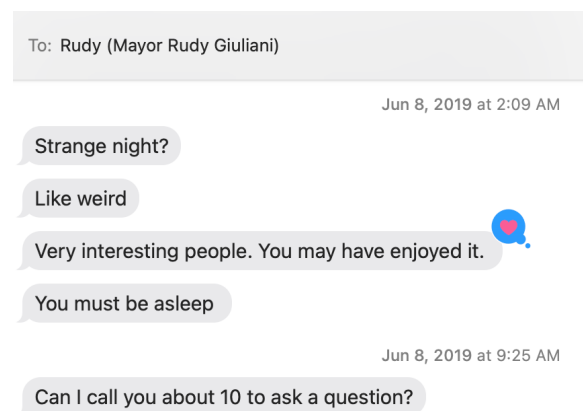 To: Rudy (Mayor Rudy Giuliani)
Jun 8, 2019 at 2:09 AM
Strange night?
Like weird
Very interesting people. You may have enjoyed it.
You must be asleep
Jun 8, 2019 at 9:25 AM
Can I call you about 10 to ask a question?